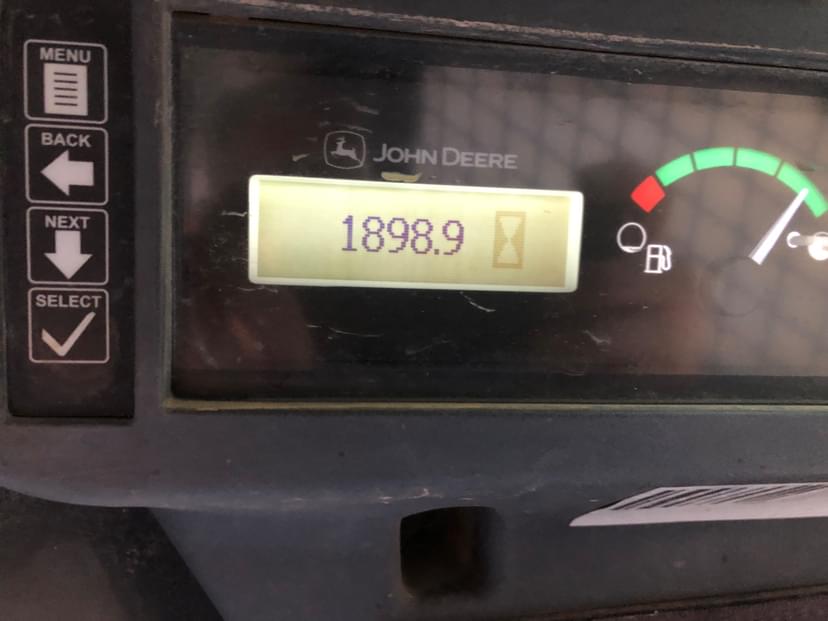 MENU
BACK
NEXT
SELECT
JOHN DEERE
1898.9